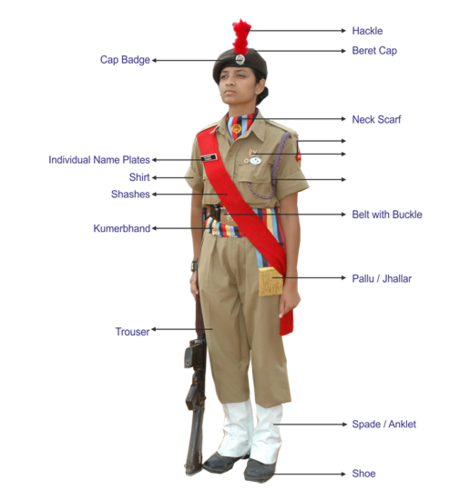 Hackle
Beret Cap
Cap Badge
Neck Scarf
Individual Name Plates
Shirt
Shashes
Belt with Buckle
Kumerbhand
Pallu / Jhallar
Trouser
Spade / Anklet
Shoe